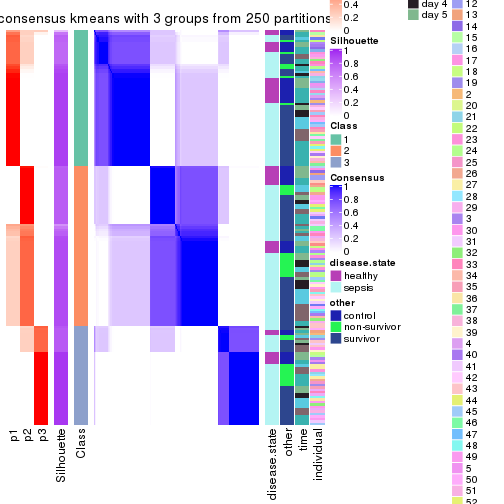 consensus kmeans with 3 groups from 250 partitions
0.4
0.2
0
Silhouette
1
0.8
0.6
0.4
0.2
0
Class
1
2
3
Consensus
1
0.8
0.6
0.4
0.2
0
disease.state
healthy
sepsis
other
control
non-survivor
survivor
day 4
day 5
12
13
14
15
16
17
18
19
2
20
21
22
23
24
25
26
27
28
29
3
30
31
32
33
34
35
36
37
38
39
4
40
41
42
43
44
45
46
47
48
49
5
50
51
52
p1
p2
p3
Silhouette
Class
disease.state
other
time
individual